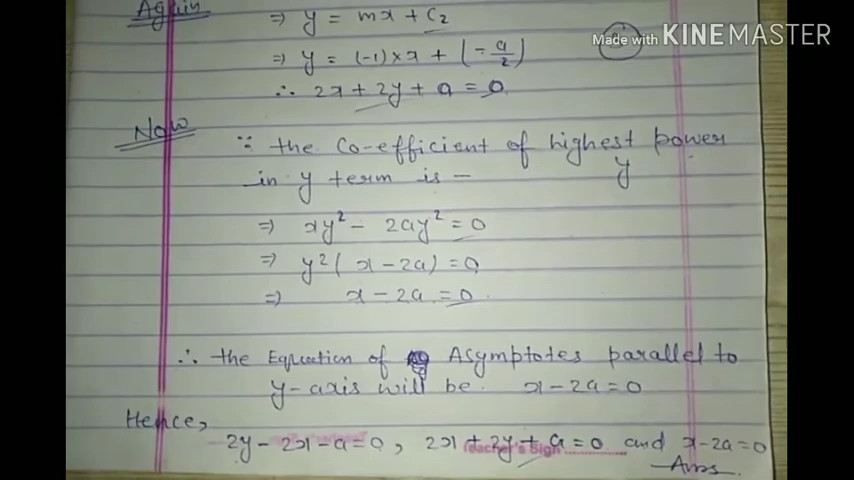 Again ⇒ y = mx + c₂
Made with KINEMASTER
⇒ y = (-1) × x + (-a/2)
∴ 2x + 2y + a = 0
Now ∵ the Co-efficient of highest power y
in y term is —
⇒ xy² - 2ay² = 0
⇒ y² ( x - 2a) = 0
⇒ x - 2a = 0
∴ the Equation of Asymptotes parallel to
y-axis will be. x - 2a = 0
Hence,
2y - 2x - a = 0, 2x + 2y + a = 0 and x - 2a = 0
Teacher's Sign ..............
Ans.